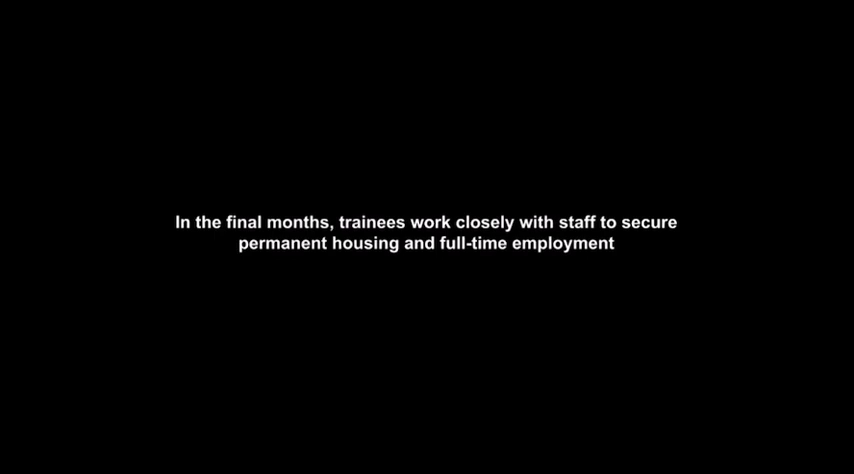 In the final months, trainees work closely with staff to secure
permanent housing and full-time employment